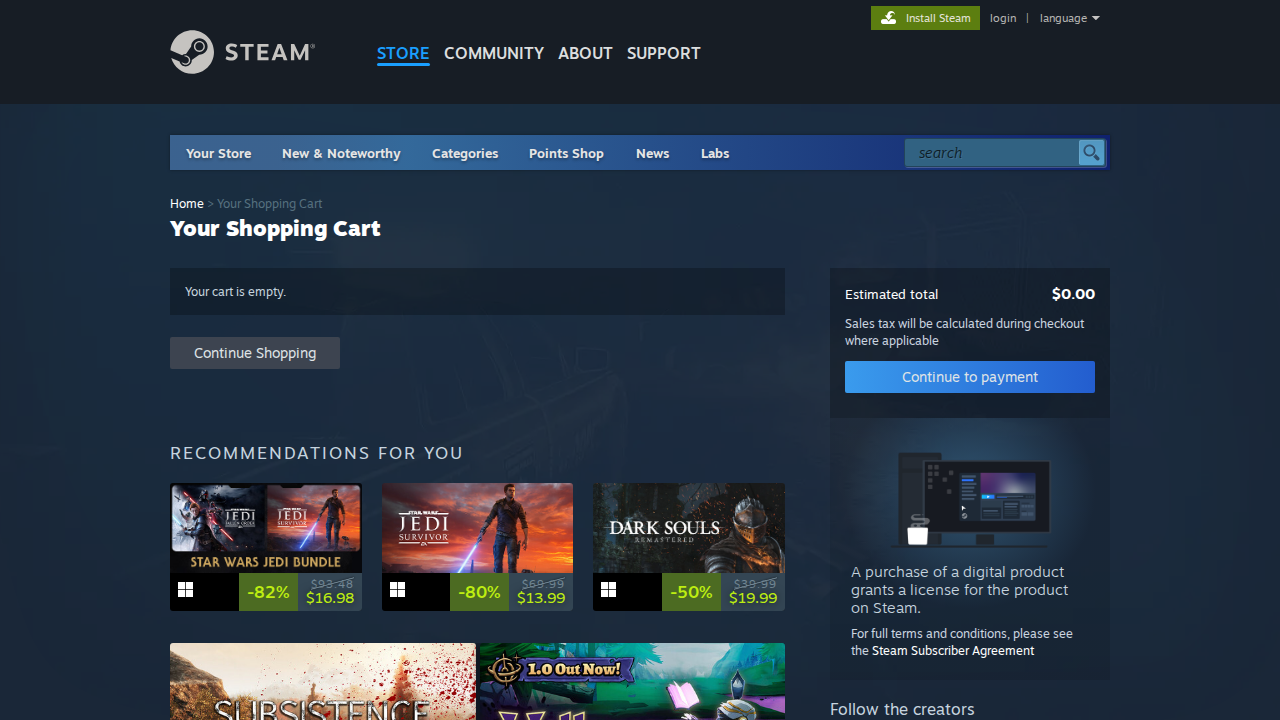 Install Steam
login | language
STEAM®
STORE COMMUNITY ABOUT SUPPORT
Your Store New & Noteworthy Categories Points Shop News Labs search
Home > Your Shopping Cart
Your Shopping Cart
Your cart is empty.
Continue Shopping
Estimated total $0.00
Sales tax will be calculated during checkout
where applicable
Continue to payment
RECOMMENDATIONS FOR YOU
STAR WARS
JEDI
FALLEN ORDER
STAR WARS
JEDI
SURVIVOR
STAR WARS JEDI BUNDLE
-82% $93.48
$16.98
STAR WARS
JEDI
SURVIVOR
-80% $69.99
$13.99
DARK SOULS
REMASTERED
-50% $39.99
$19.99
A purchase of a digital product
grants a license for the product
on Steam.
For full terms and conditions, please see
the Steam Subscriber Agreement
SUBSISTENCE
1.0 Out Now!
Follow the creators